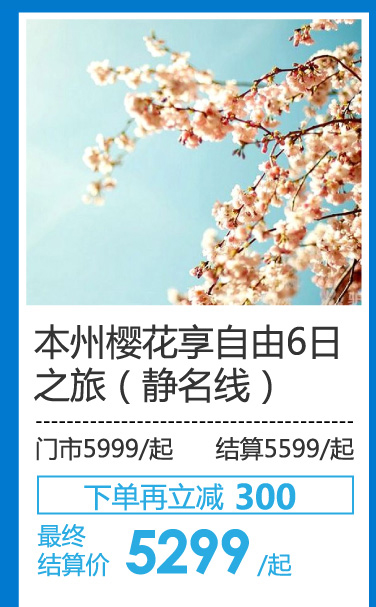 本州樱花享自由6日
之旅（静名线）
门市5999/起 结算5599/起
下单再立减 300
最终
结算价 5299 /起